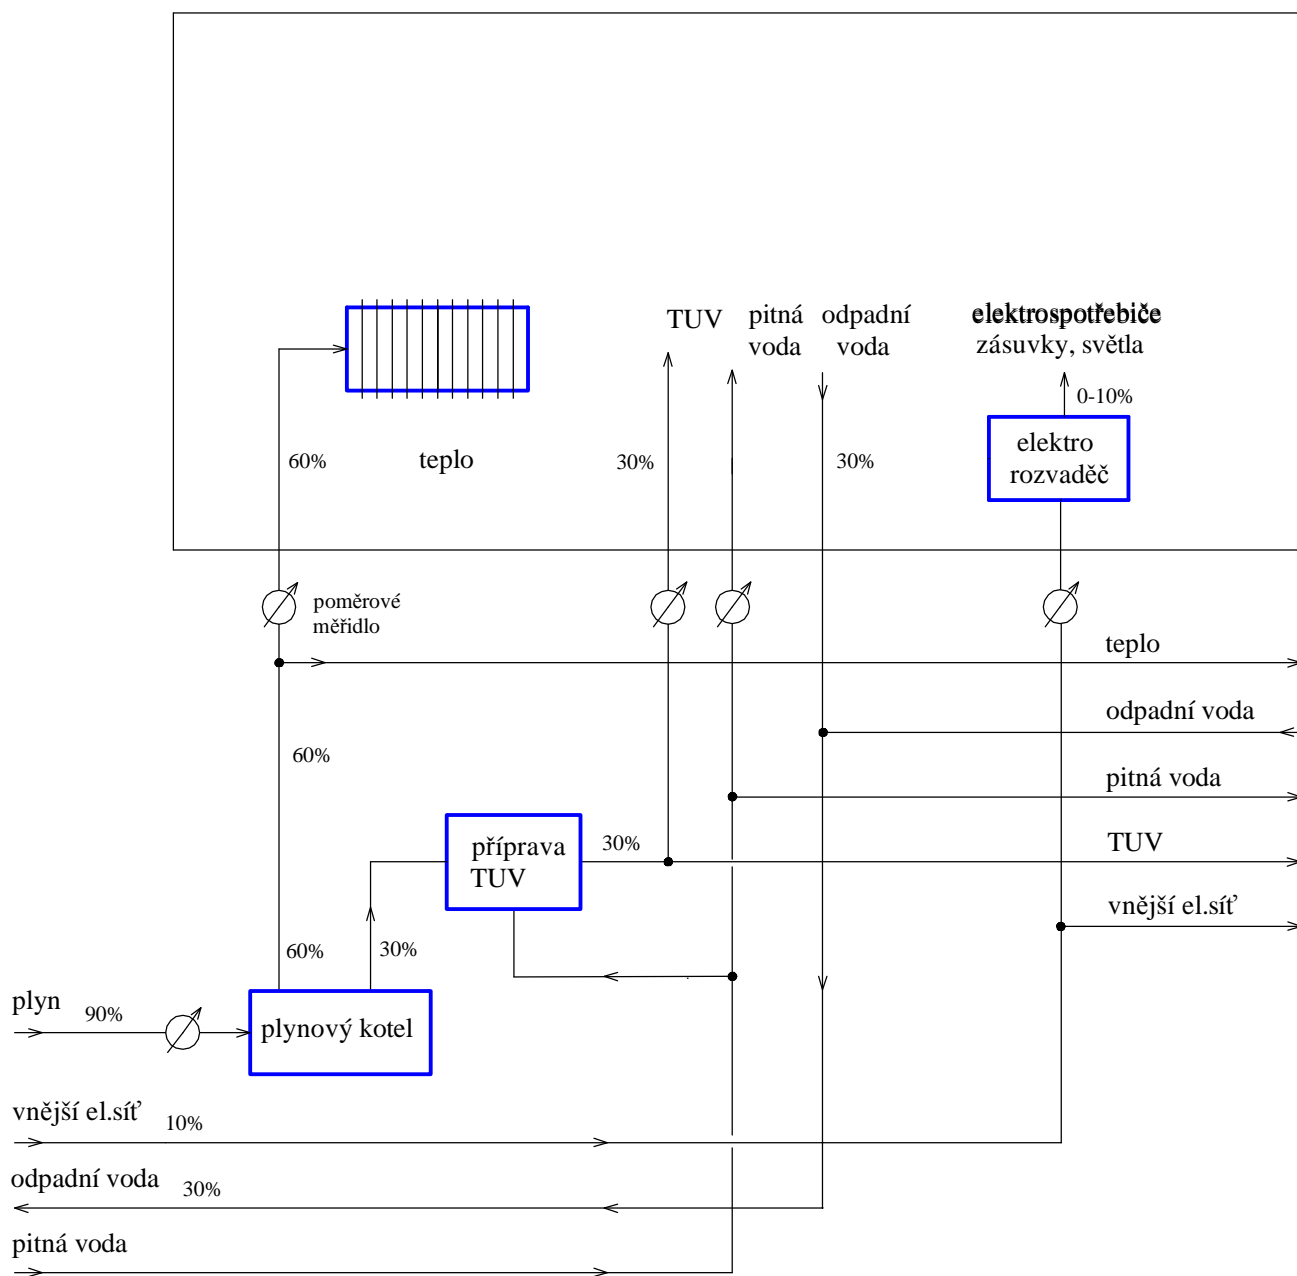 TUV
pitná
voda
odpadní
voda
elektrospotřebiče
zásuvky, světla
0-10%
elektro
rozvaděč
60%
teplo
30%
30%
poměrové
měřidlo
teplo
odpadní voda
60%
pitná voda
příprava
TUV
30%
TUV
vnější el.síť
60%
30%
plyn
90%
plynový kotel
vnější el.síť
10%
odpadní voda
30%
pitná voda